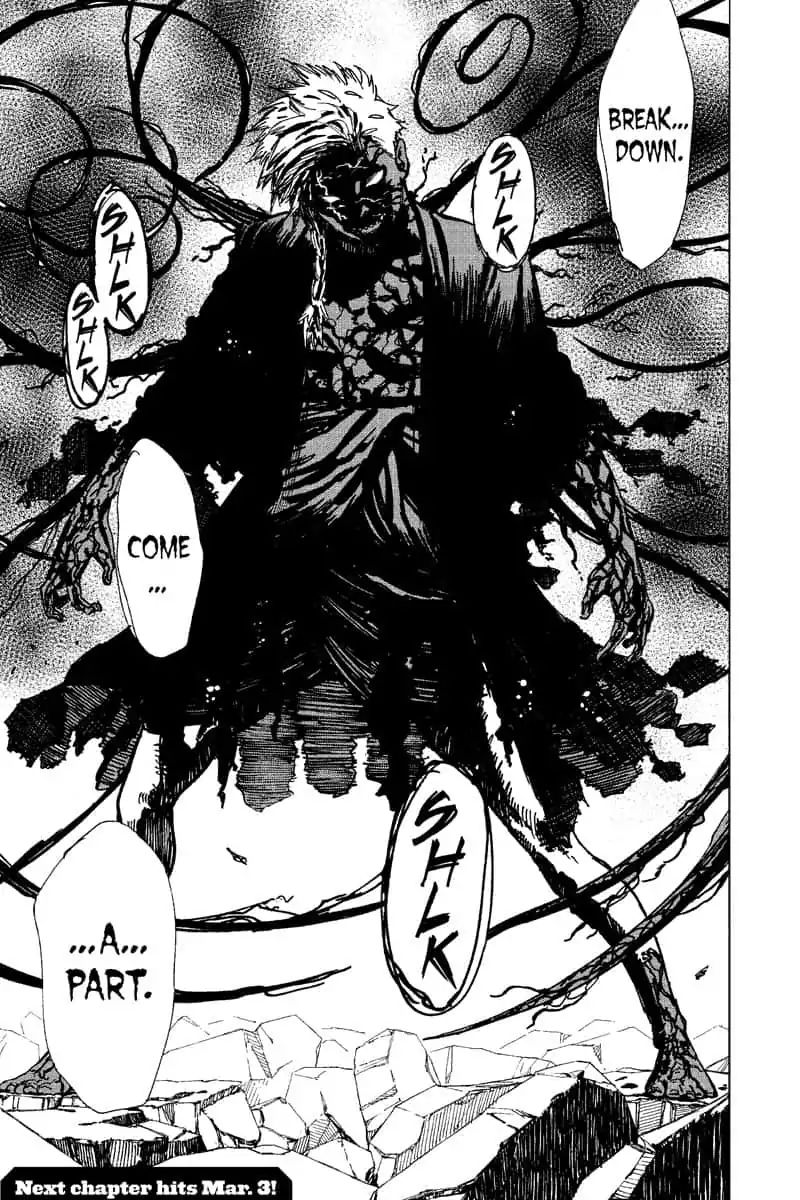 BREAK...
DOWN.
SHLK
SHLK
SHLK
COME
...
SHLK
...A...
PART.
Next chapter hits Mar. 3!